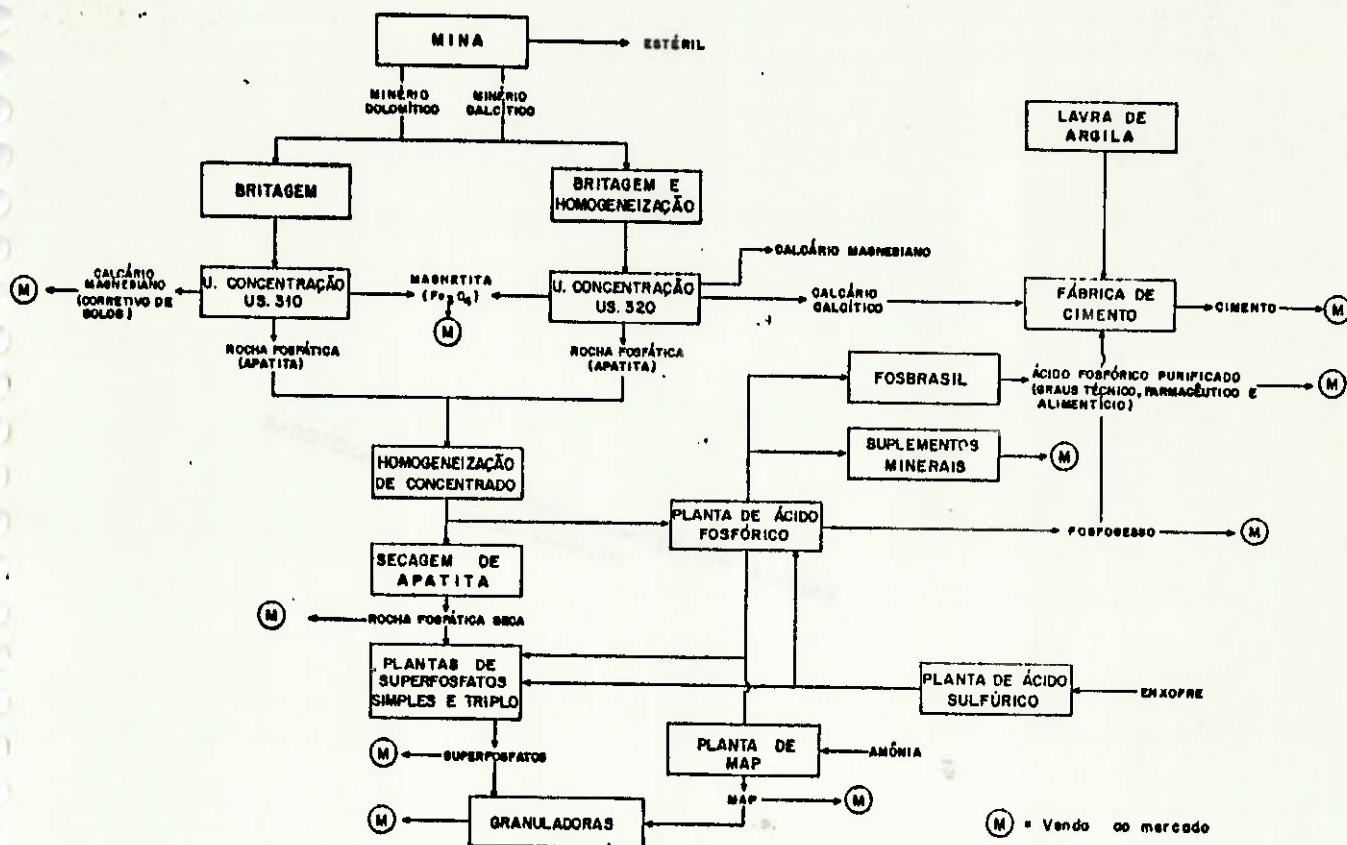 MINA
ESTÉRIL
MINÉRIO
DOLOMÍTICO
MINÉRIO
CALCÍTICO
LAVRA DE
ARGILA
BRITAGEM
BRITAGEM E
HOMOGENEIZAÇÃO
CALCÁRIO MAGNESIANO
M
CALCÁRIO
MAGNESIANO
(CORRETIVO DE
SOLOS)
U. CONCENTRAÇÃO
US. 310
MAGNETITA
M
U. CONCENTRAÇÃO
US. 320
CALCÁRIO
CALCÍTICO
FÁBRICA DE
CIMENTO
CIMENTO
M
ROCHA FOSFÁTICA
(APATITA)
ROCHA FOSFÁTICA
(APATITA)
FOSBRASIL
ÁCIDO FOSFÓRICO PURIFICADO
(GRAUS TÉCNICO, FARMACÊUTICO E
ALIMENTÍCIO)
M
HOMOGENEIZAÇÃO
DE CONCENTRADO
SUPLEMENTOS
MINERAIS
M
PLANTA DE ÁCIDO
FOSFÓRICO
FOSFOGESSO
M
SECAGEM DE
APATITA
M
ROCHA FOSFÁTICA SECA
PLANTAS DE
SUPERFOSFATOS
SIMPLES E TRIPLO
PLANTA DE ÁCIDO
SULFÚRICO
ENXOFRE
M
SUPERFOSFATOS
PLANTA DE
MAP
AMÔNIA
MAP
M
M
GRANULADORAS
M = Venda ao mercado